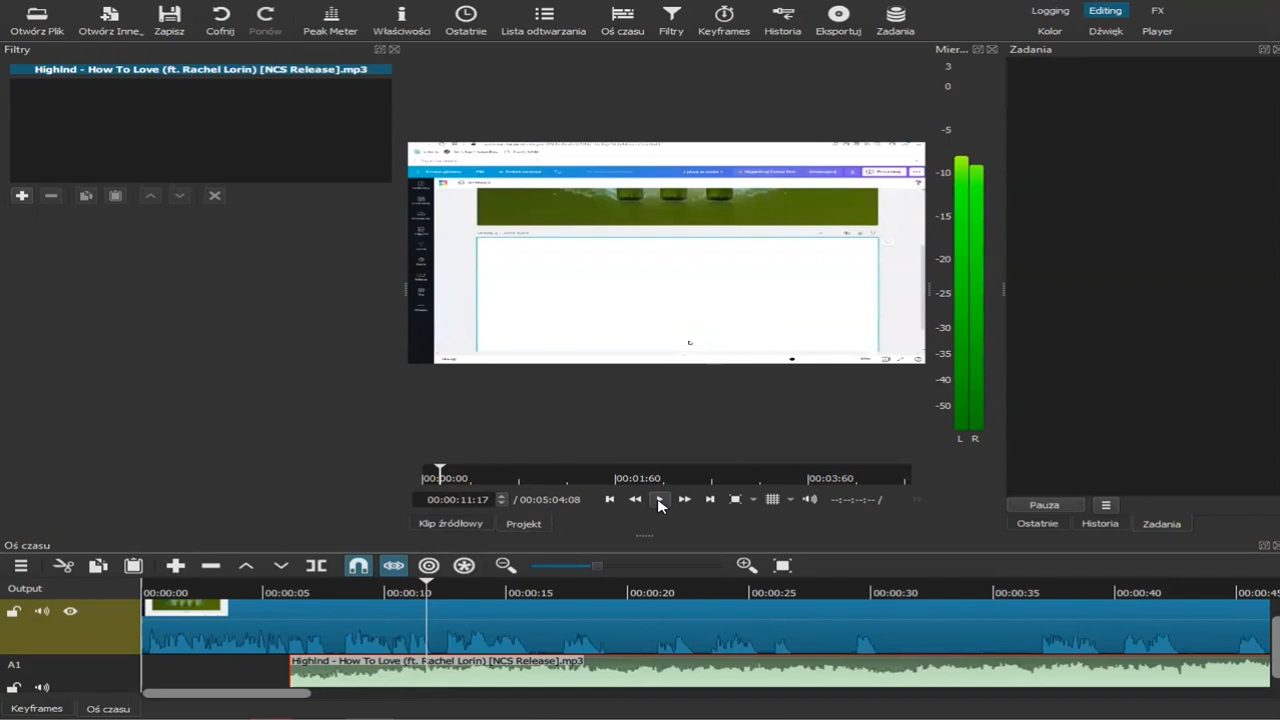 Otwórz Plik Otwórz Inne.. Zapisz Cofnij Ponów Peak Meter Właściwości Ostatnie Lista odtwarzania Oś czasu Filtry Keyframes Historia Eksportuj Zadania
Logging Editing FX
Kolor Dźwięk Player
Filtry
Mier...
Zadania
HighInd - How To Love (ft. Rachel Lorin) [NCS Release].mp3
3
0
-5
-10
-15
-20
-25
-30
-35
-40
-50
L R
00:00:00 00:01:60 00:03:60
00:00:11:17 / 00:05:04:08 --:--:--:-- /
Klip źródłowy Projekt
Pauza
Ostatnie Historia Zadania
Oś czasu
Output
00:00:00 00:00:05 00:00:10 00:00:15 00:00:20 00:00:25 00:00:30 00:00:35 00:00:40 00:00:45
A1
HighInd - How To Love (ft. Rachel Lorin) [NCS Release].mp3
Keyframes Oś czasu